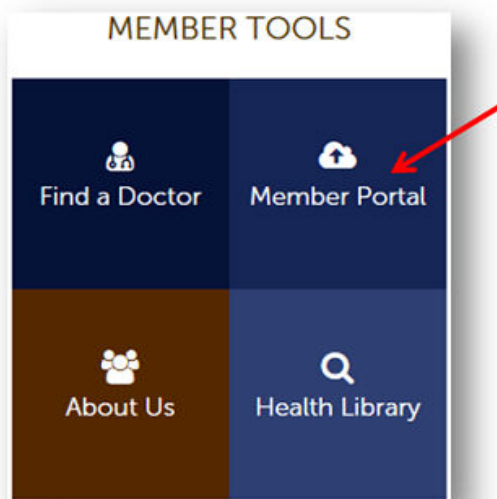 MEMBER TOOLS
Find a Doctor
Member Portal
About Us
Health Library